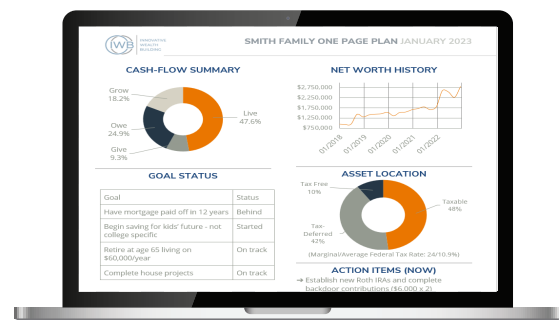 IWB
INNOVATIVE
WEALTH
BUILDING
SMITH FAMILY ONE PAGE PLAN JANUARY 2023
CASH-FLOW SUMMARY
Grow
18.2%
Live
47.6%
Owe
24.9%
Give
9.3%
GOAL STATUS
Goal Status
Have mortgage paid off in 12 years Behind
Begin saving for kids' future - not Started
college specific
Retire at age 65 living on On track
$60,000/year
Complete house projects On track
NET WORTH HISTORY
$2,750,000
$2,250,000
$1,750,000
$1,250,000
$750,000
01/2018
01/2019
01/2020
01/2021
01/2022
ASSET LOCATION
Tax Free
10%
Taxable
48%
Tax-
Deferred
42%
(Marginal/Average Federal Tax Rate: 24/10.9%)
ACTION ITEMS (NOW)
➔ Establish new Roth IRAs and complete
backdoor contributions ($6,000 x 2)